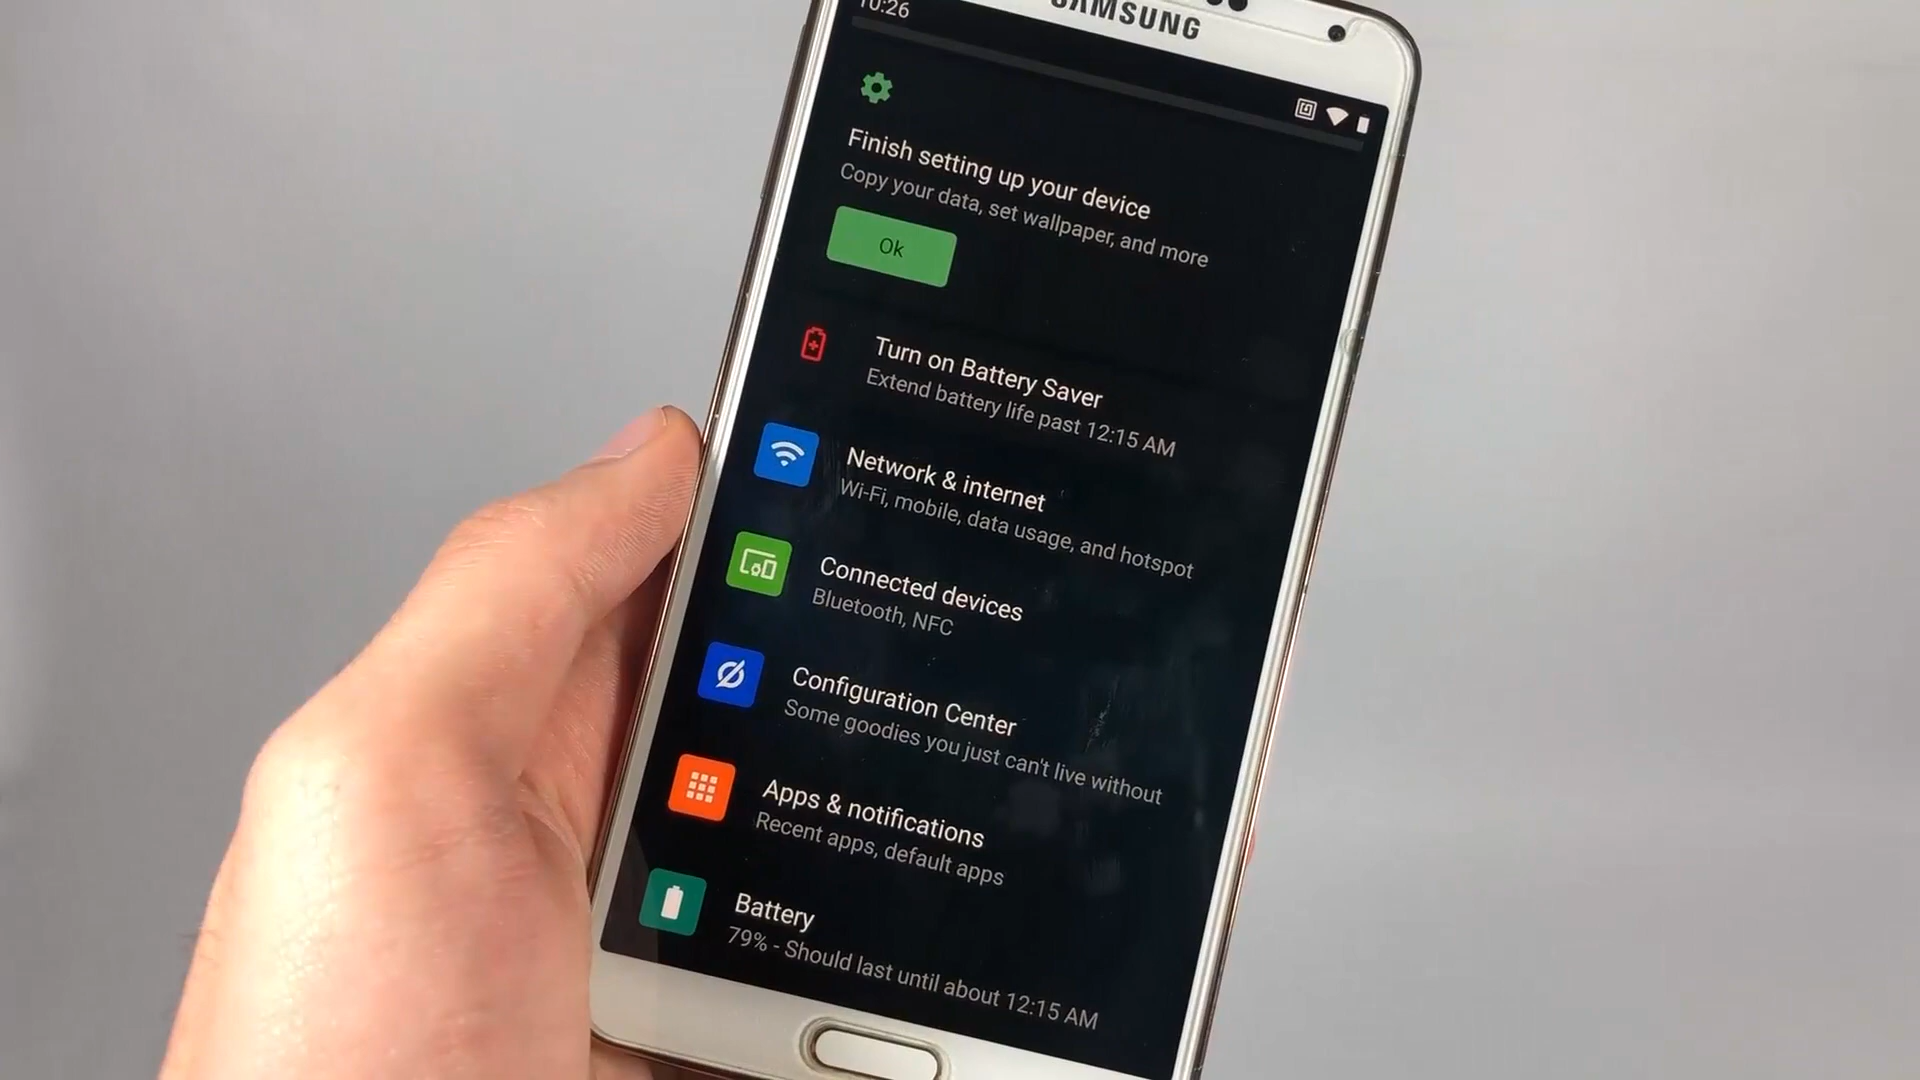 10:26
SAMSUNG
Finish setting up your device
Copy your data, set wallpaper, and more
Ok
Turn on Battery Saver
Extend battery life past 12:15 AM
Network & internet
Wi-Fi, mobile, data usage, and hotspot
Connected devices
Bluetooth, NFC
Configuration Center
Some goodies you just can't live without
Apps & notifications
Recent apps, default apps
Battery
79% - Should last until about 12:15 AM